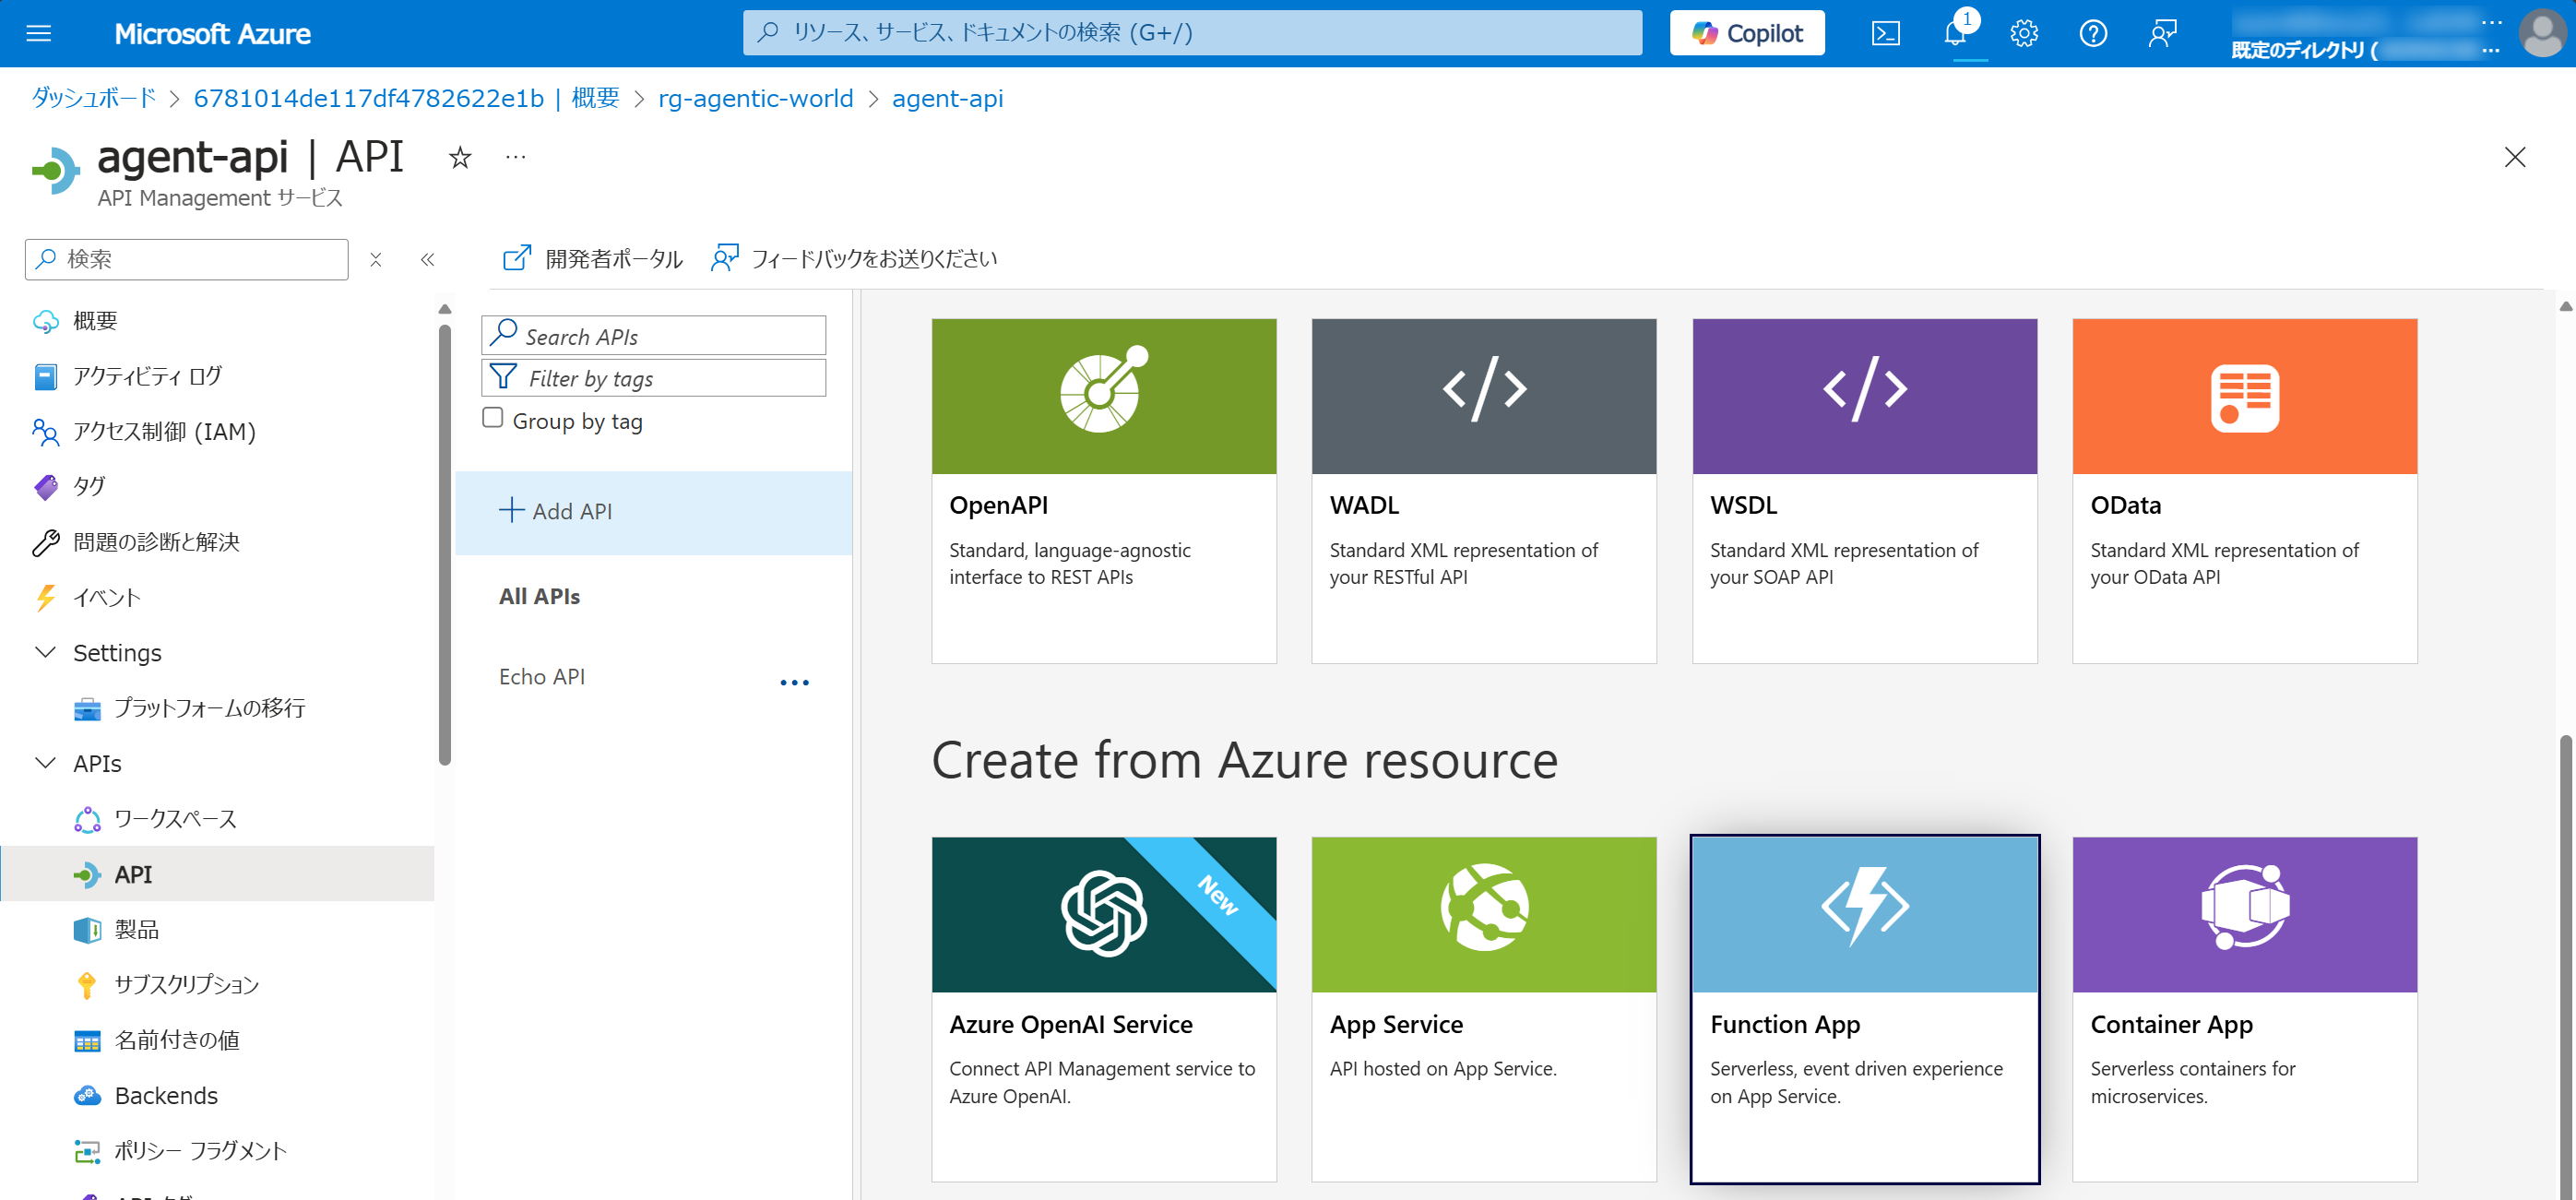 Microsoft Azure
リソース、サービス、ドキュメントの検索 (G+/)
Copilot
1
既定のディレクトリ (
ダッシュボード > 6781014de117df4782622e1b | 概要 > rg-agentic-world > agent-api
agent-api | API
API Management サービス
検索
概要
アクティビティ ログ
アクセス制御 (IAM)
タグ
問題の診断と解決
イベント
Settings
プラットフォームの移行
APIs
ワークスペース
API
製品
サブスクリプション
名前付きの値
Backends
ポリシー フラグメント
開発者ポータル
フィードバックをお送りください
Search APIs
Filter by tags
Group by tag
Add API
All APIs
Echo API
OpenAPI
Standard, language-agnostic
interface to REST APIs
WADL
Standard XML representation of
your RESTful API
WSDL
Standard XML representation of
your SOAP API
OData
Standard XML representation of
your OData API
Create from Azure resource
New
Azure OpenAI Service
Connect API Management service to
Azure OpenAI.
App Service
API hosted on App Service.
Function App
Serverless, event driven experience
on App Service.
Container App
Serverless containers for
microservices.